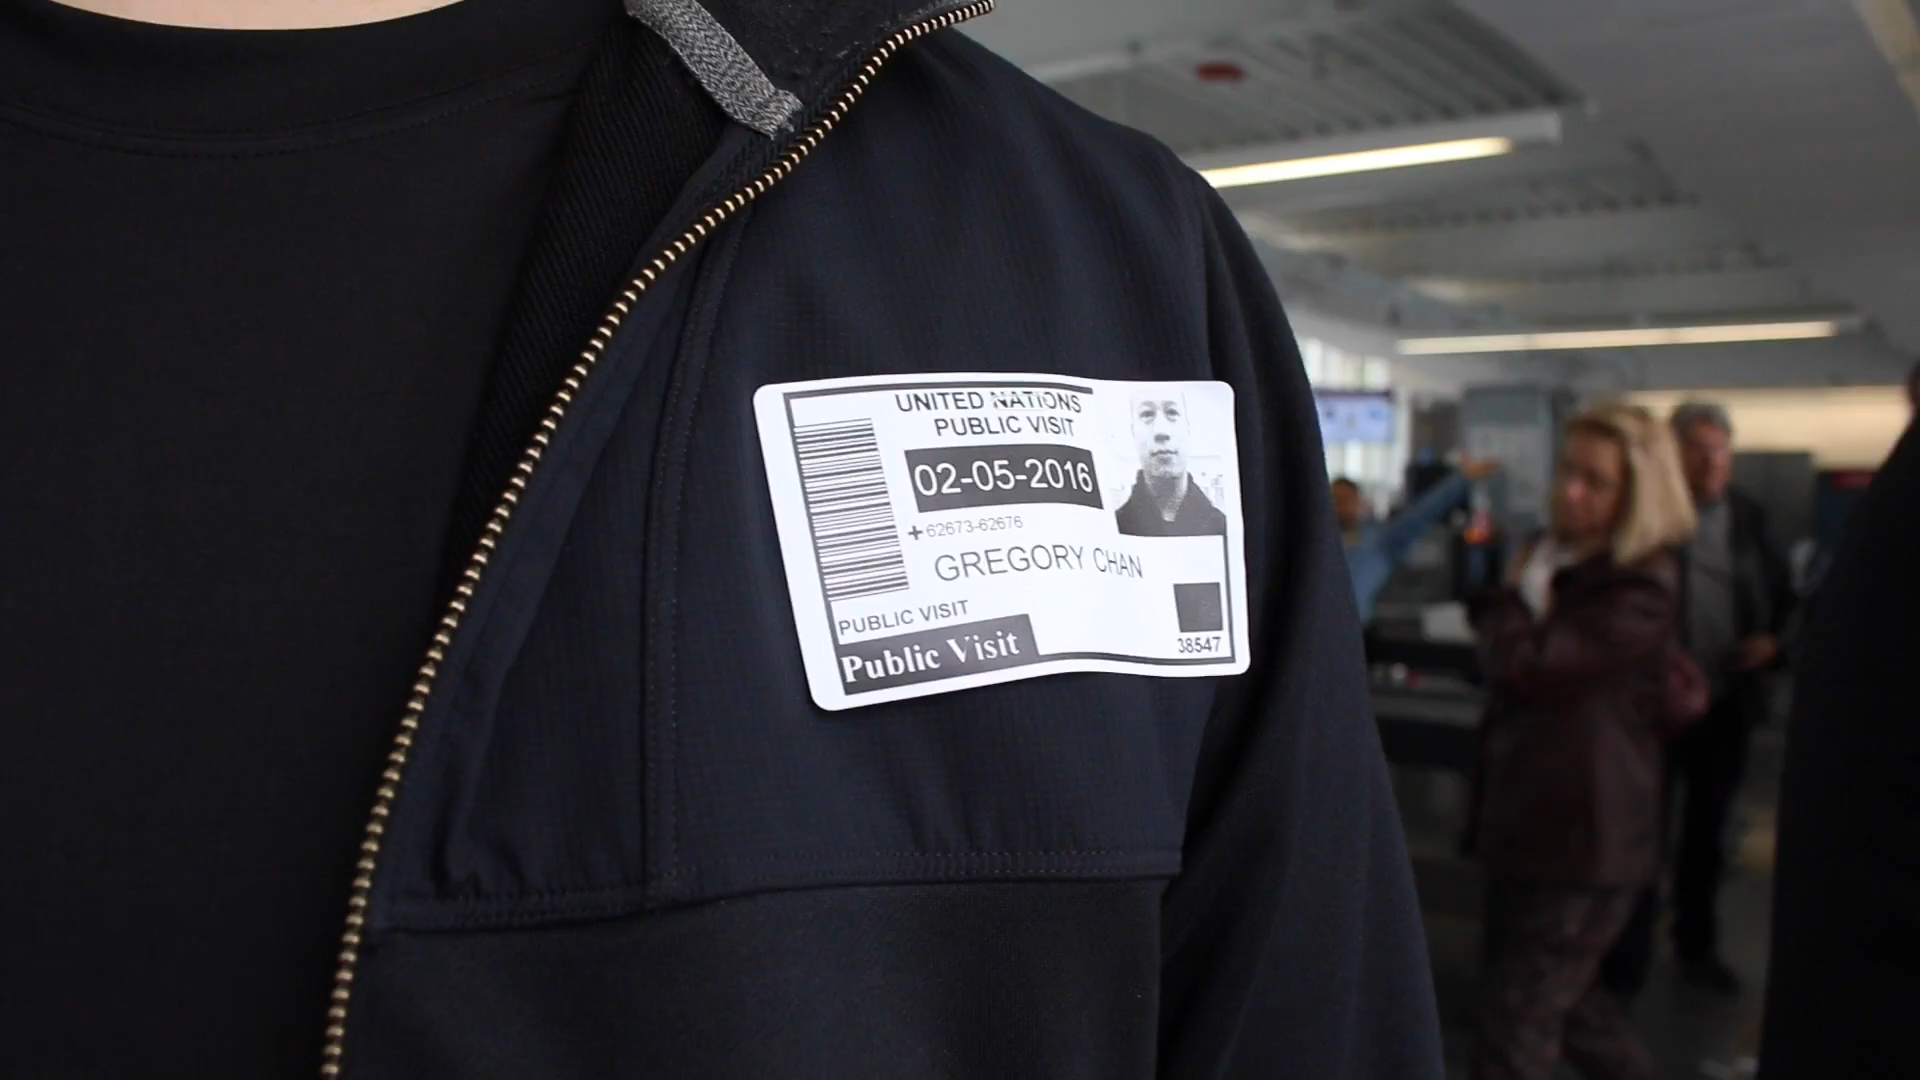 UNITED NATIONS
PUBLIC VISIT
02-05-2016
+62673-62676
GREGORY CHAN
PUBLIC VISIT
Public Visit
38547